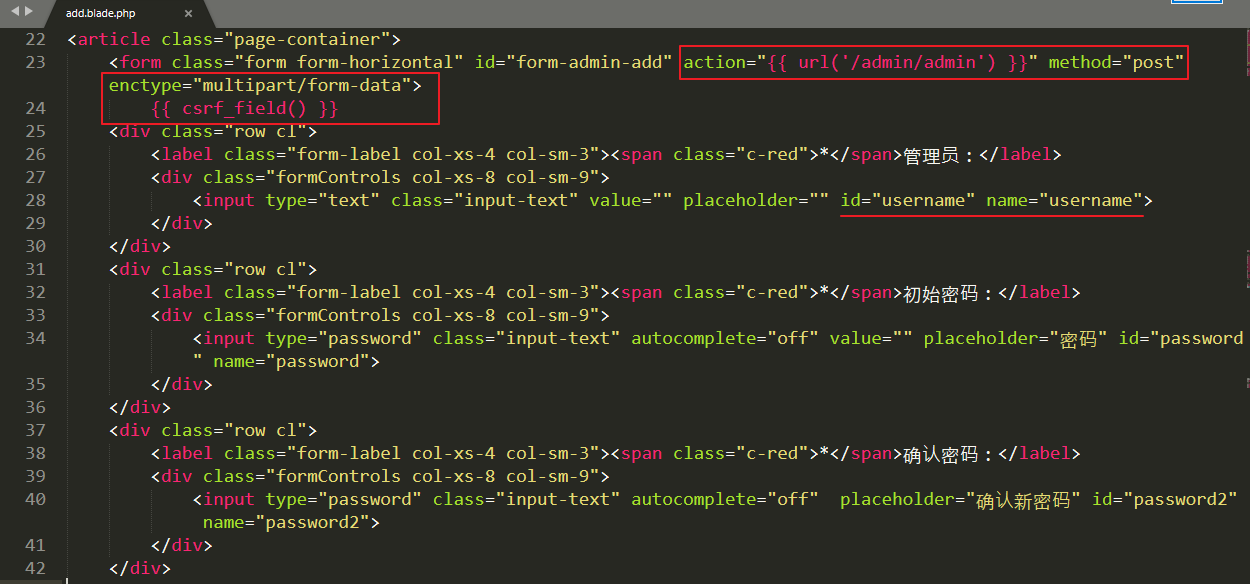 add.blade.php ×
22 <article class="page-container">
23 <form class="form form-horizontal" id="form-admin-add" action="{{ url('/admin/admin') }}" method="post"
enctype="multipart/form-data">
24 {{ csrf_field() }}
25 <div class="row cl">
26 <label class="form-label col-xs-4 col-sm-3"><span class="c-red">*</span>管理员：</label>
27 <div class="formControls col-xs-8 col-sm-9">
28 <input type="text" class="input-text" value="" placeholder="" id="username" name="username">
29 </div>
30 </div>
31 <div class="row cl">
32 <label class="form-label col-xs-4 col-sm-3"><span class="c-red">*</span>初始密码：</label>
33 <div class="formControls col-xs-8 col-sm-9">
34 <input type="password" class="input-text" autocomplete="off" value="" placeholder="密码" id="password
" name="password">
35 </div>
36 </div>
37 <div class="row cl">
38 <label class="form-label col-xs-4 col-sm-3"><span class="c-red">*</span>确认密码：</label>
39 <div class="formControls col-xs-8 col-sm-9">
40 <input type="password" class="input-text" autocomplete="off"  placeholder="确认新密码" id="password2"
name="password2">
41 </div>
42 </div>